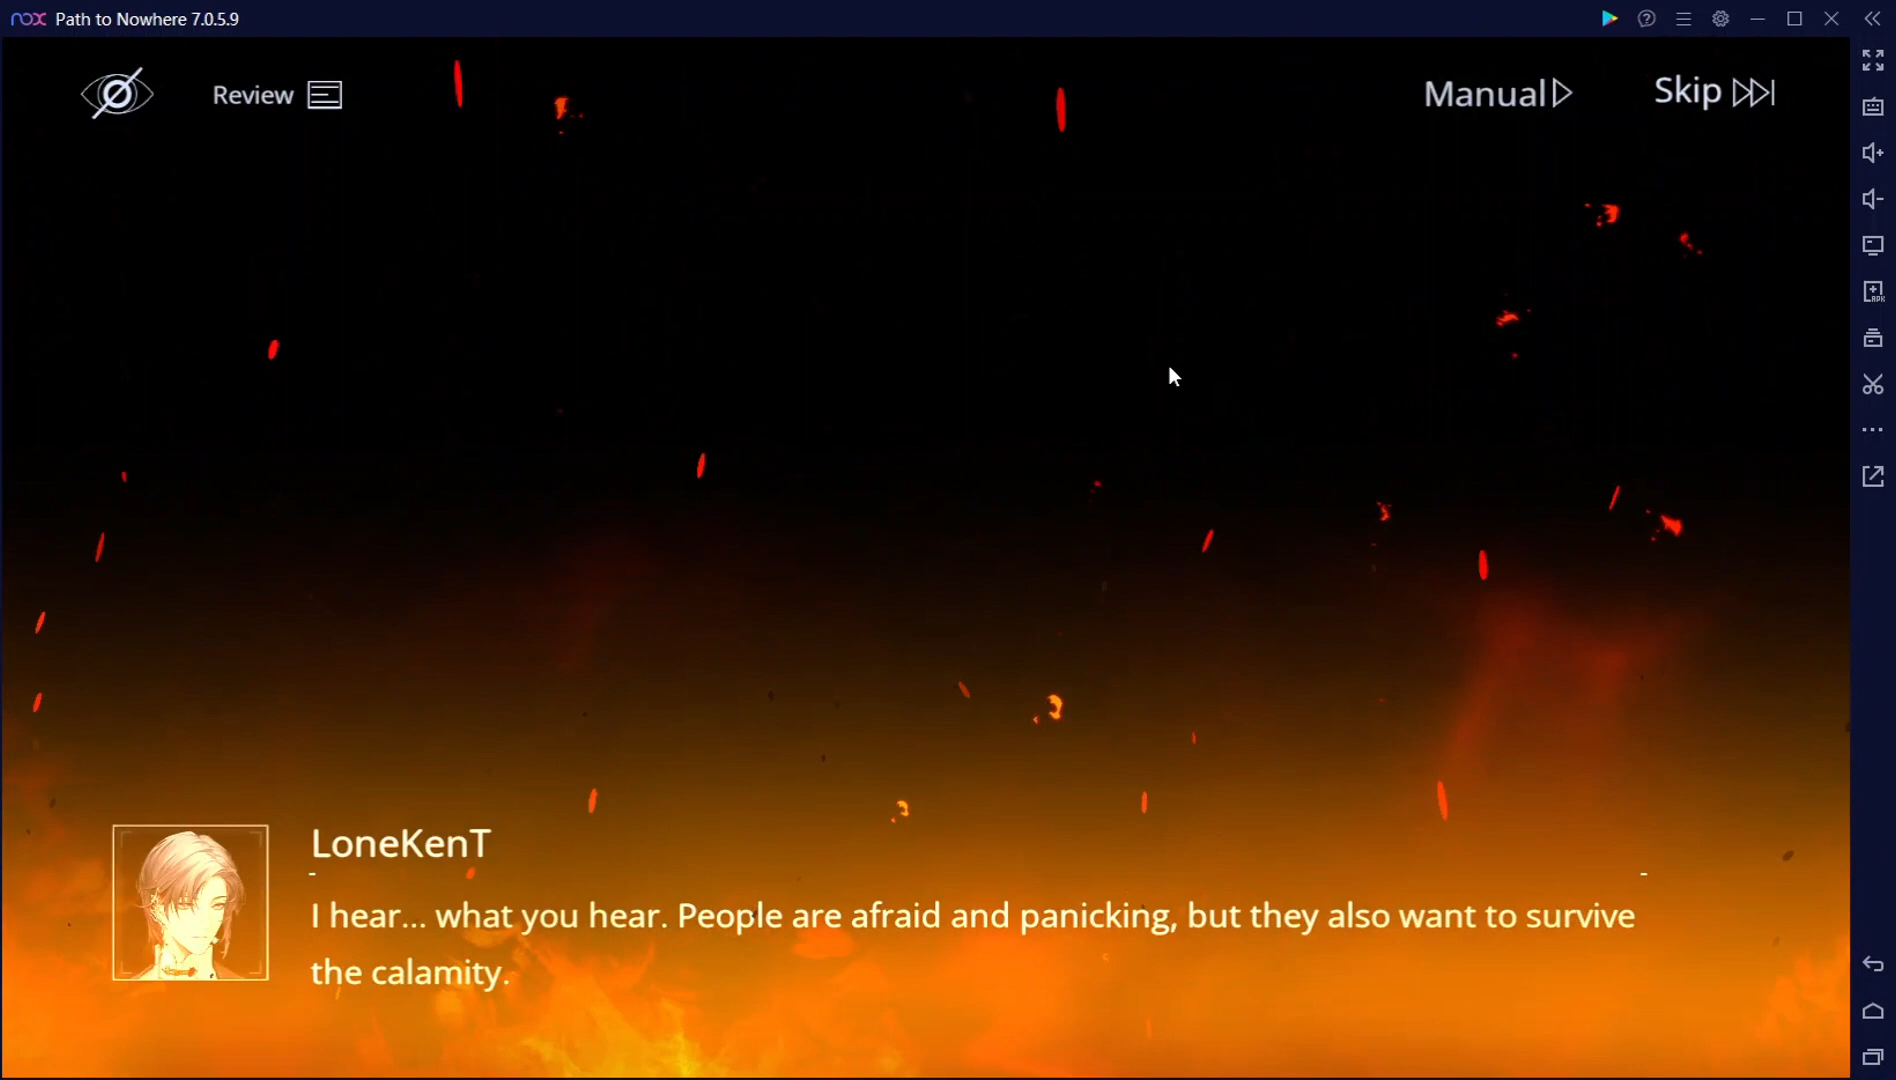 nox Path to Nowhere 7.0.5.9
Review
Manual
Skip
LoneKenT
I hear... what you hear. People are afraid and panicking, but they also want to survive
the calamity.